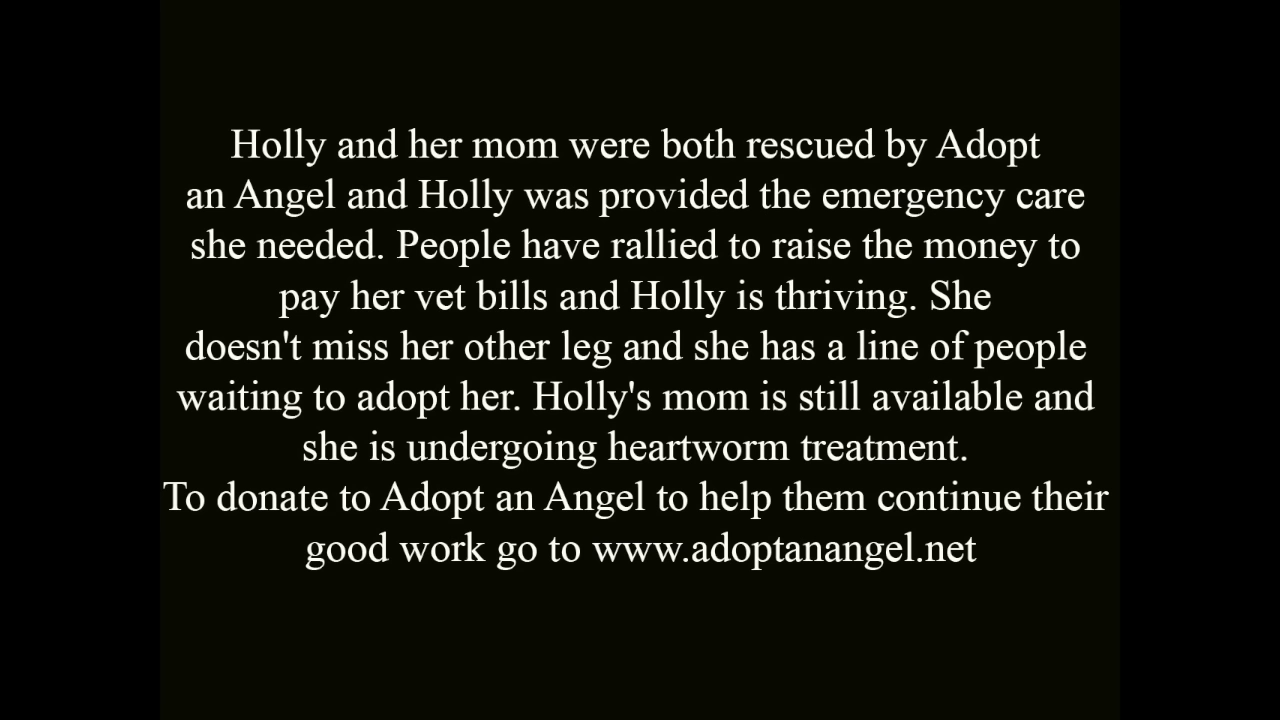 Holly and her mom were both rescued by Adopt
an Angel and Holly was provided the emergency care
she needed. People have rallied to raise the money to
pay her vet bills and Holly is thriving. She
doesn't miss her other leg and she has a line of people
waiting to adopt her. Holly's mom is still available and
she is undergoing heartworm treatment.
To donate to Adopt an Angel to help them continue their
good work go to www.adoptanangel.net